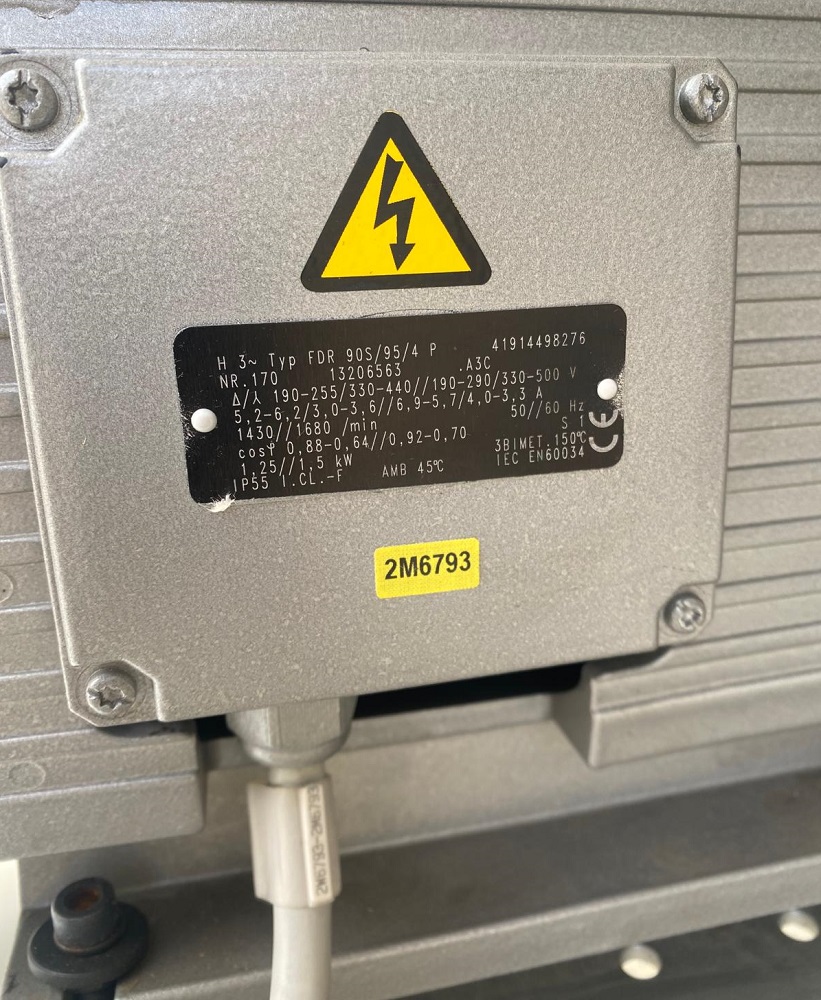 H 3~ Typ FDR 90S/95/4 P 41914498276
NR.170 13206563 .A3C
Δ/⅄ 190-255/330-440//190-290/330-500 V
5,2-6,2/3,0-3,6//6,9-5,7/4,0-3,3 A
1430//1680 /min 50//60 Hz
cosφ 0,88-0,64//0,92-0,70 S 1
1,25//1,5 kW 3BIMET.150°C
IP55 I.CL.-F AMB 45°C IEC EN60034
CE
2M6793